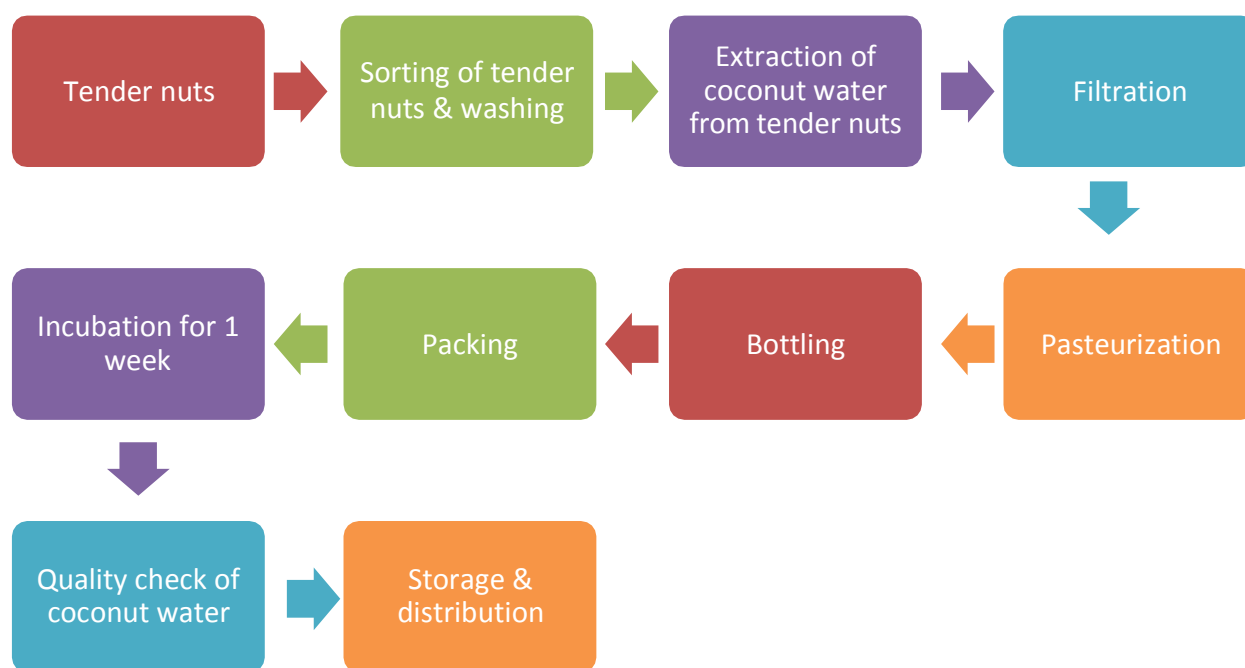 Tender nuts
Sorting of tender
nuts & washing
Extraction of
coconut water
from tender nuts
Filtration
Pasteurization
Bottling
Packing
Incubation for 1
week
Quality check of
coconut water
Storage &
distribution